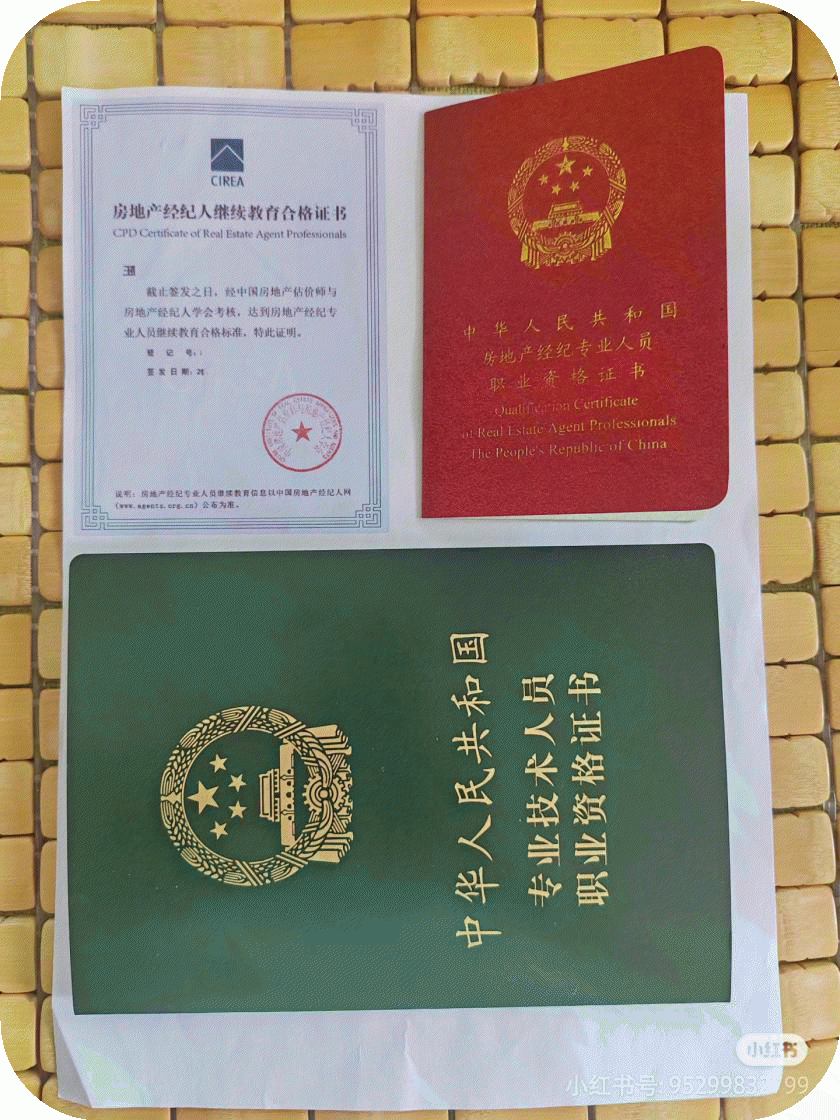 CIREA
房地产经纪人继续教育合格证书
CPD Certificate of Real Estate Agent Professionals
截止签发之日，经中国房地产估价师与
房地产经纪人学会考核，达到房地产经纪专
业人员继续教育合格标准，特此证明。
登 记 号：
签 发 日 期：
说明：房地产经纪专业人员继续教育信息以中国房地产经纪人网
（www.agents.org.cn）公布为准。
中华人民共和国
房地产经纪专业人员
职业资格证书
Qualification Certificate
of Real Estate Agent Professionals
The People's Republic of China
中华人民共和国
专业技术人员
职业资格证书
小红书
小红书号: